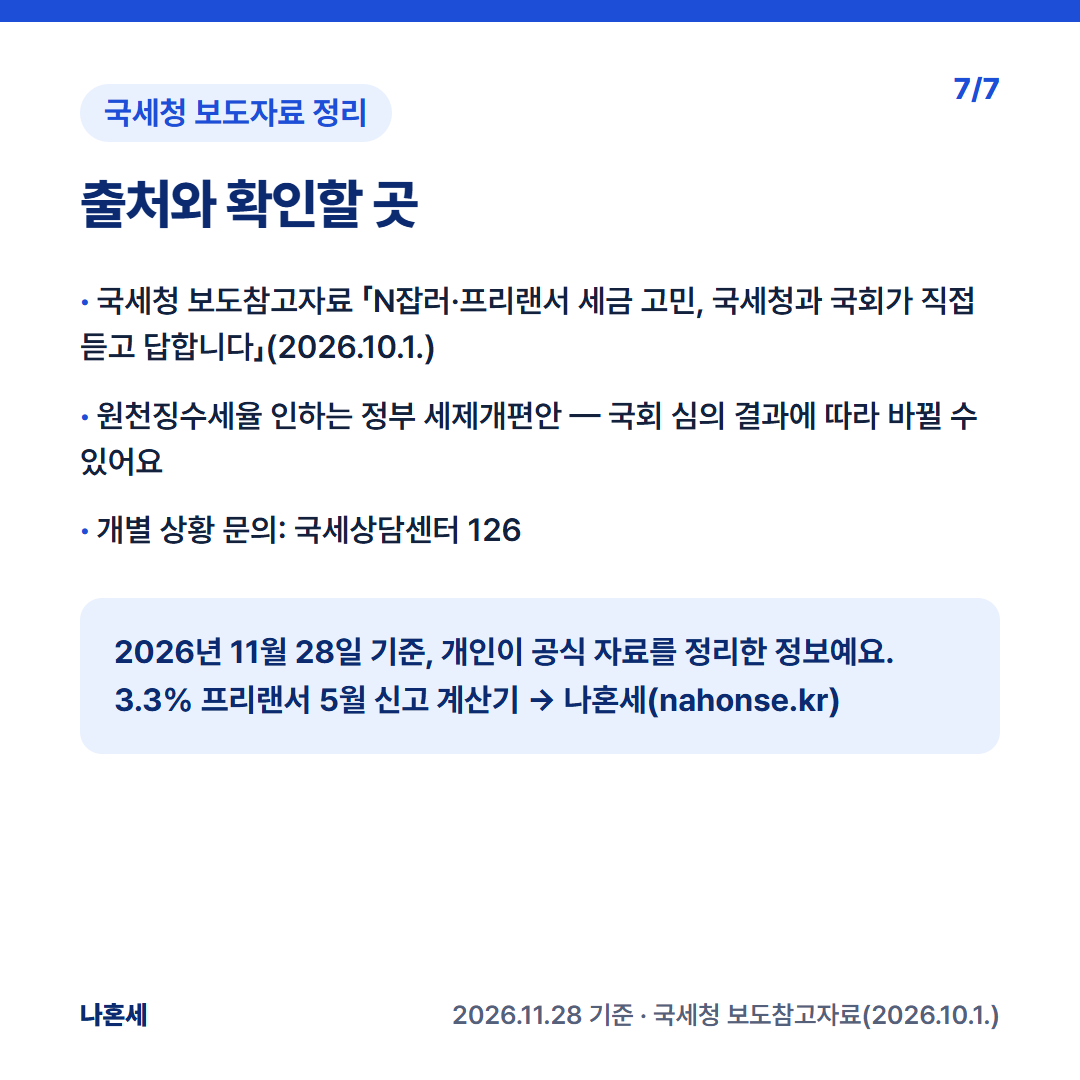 국세청 보도자료 정리
7/7
출처와 확인할 곳
· 국세청 보도참고자료 「N잡러·프리랜서 세금 고민, 국세청과 국회가 직접
듣고 답합니다」(2026.10.1.)
· 원천징수세율 인하는 정부 세제개편안 — 국회 심의 결과에 따라 바뀔 수
있어요
· 개별 상황 문의: 국세상담센터 126
2026년 11월 28일 기준, 개인이 공식 자료를 정리한 정보예요.
3.3% 프리랜서 5월 신고 계산기 → 나혼세(nahonse.kr)
나혼세
2026.11.28 기준 · 국세청 보도참고자료(2026.10.1.)